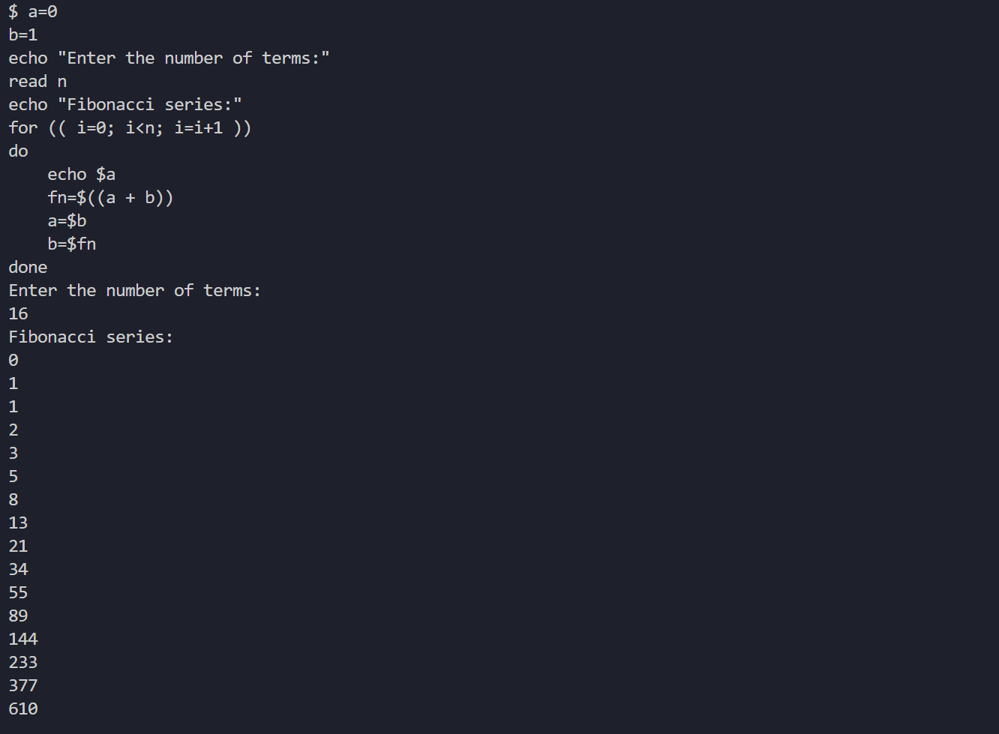 $ a=0
b=1
echo "Enter the number of terms:"
read n
echo "Fibonacci series:"
for (( i=0; i<n; i=i+1 ))
do
    echo $a
    fn=$((a + b))
    a=$b
    b=$fn
done
Enter the number of terms:
16
Fibonacci series:
0
1
1
2
3
5
8
13
21
34
55
89
144
233
377
610